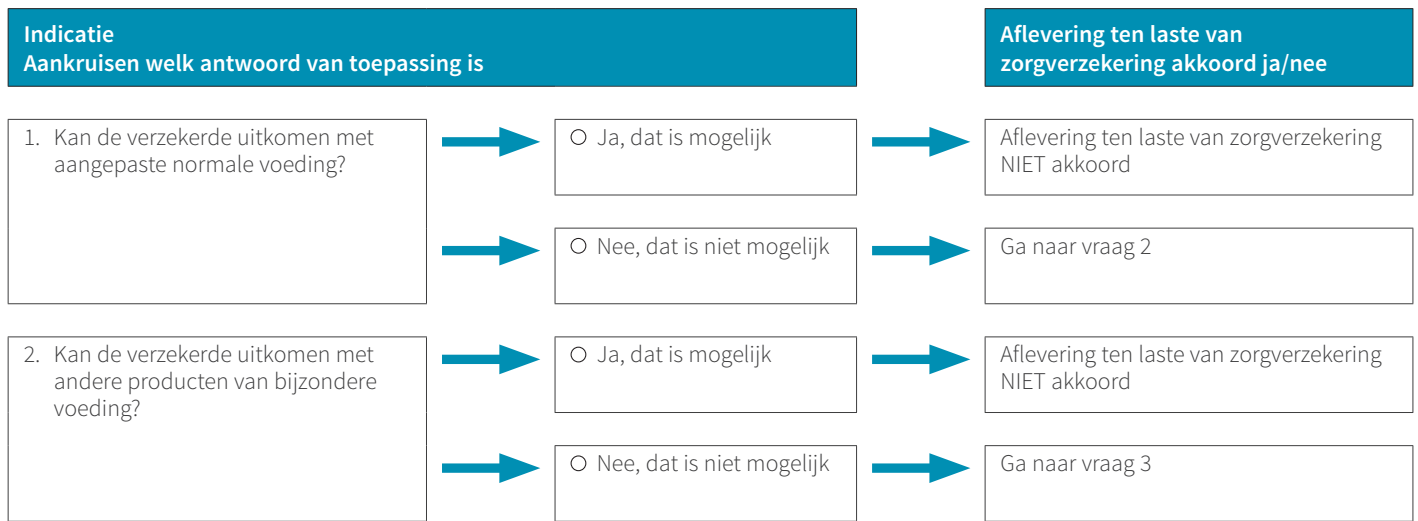 Indicatie
Aankruisen welk antwoord van toepassing is
Aflevering ten laste van
zorgverzekering akkoord ja/nee
1. Kan de verzekerde uitkomen met
aangepaste normale voeding?
Ja, dat is mogelijk
Aflevering ten laste van zorgverzekering
NIET akkoord
Nee, dat is niet mogelijk
Ga naar vraag 2
2. Kan de verzekerde uitkomen met
andere producten van bijzondere
voeding?
Ja, dat is mogelijk
Aflevering ten laste van zorgverzekering
NIET akkoord
Nee, dat is niet mogelijk
Ga naar vraag 3